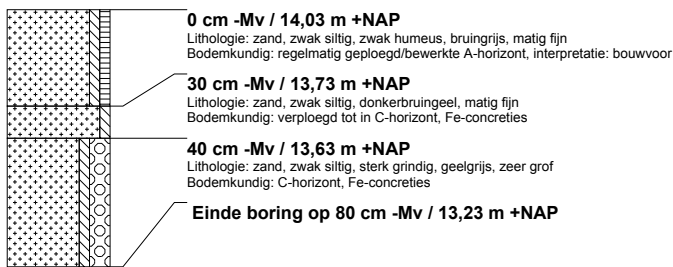 0 cm -Mv / 14,03 m +NAP
Lithologie: zand, zwak siltig, zwak humeus, bruingrijs, matig fijn
Bodemkundig: regelmatig geploegd/bewerkte A-horizont, interpretatie: bouwvoor
30 cm -Mv / 13,73 m +NAP
Lithologie: zand, zwak siltig, donkerbruingeel, matig fijn
Bodemkundig: verploegd tot in C-horizont, Fe-concreties
40 cm -Mv / 13,63 m +NAP
Lithologie: zand, zwak siltig, sterk grindig, geelgrijs, zeer grof
Bodemkundig: C-horizont, Fe-concreties
Einde boring op 80 cm -Mv / 13,23 m +NAP